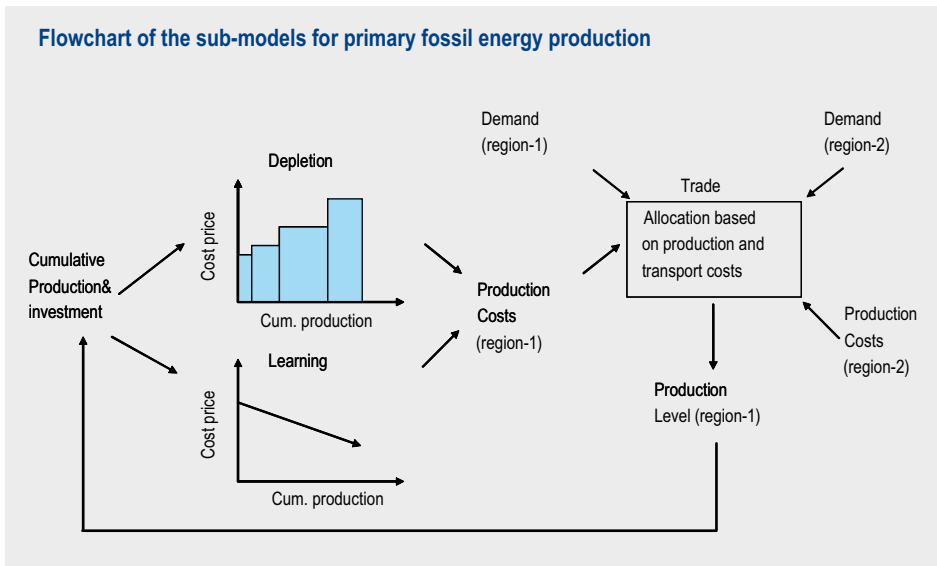 Flowchart of the sub-models for primary fossil energy production
Demand
(region-1)
Demand
(region-2)
Depletion
Cost price
Cum. production
Trade
Allocation based
on production and
transport costs
Cumulative
Production&
investment
Production
Costs
(region-1)
Production
Costs
(region-2)
Learning
Cost price
Cum. production
Production
Level (region-1)